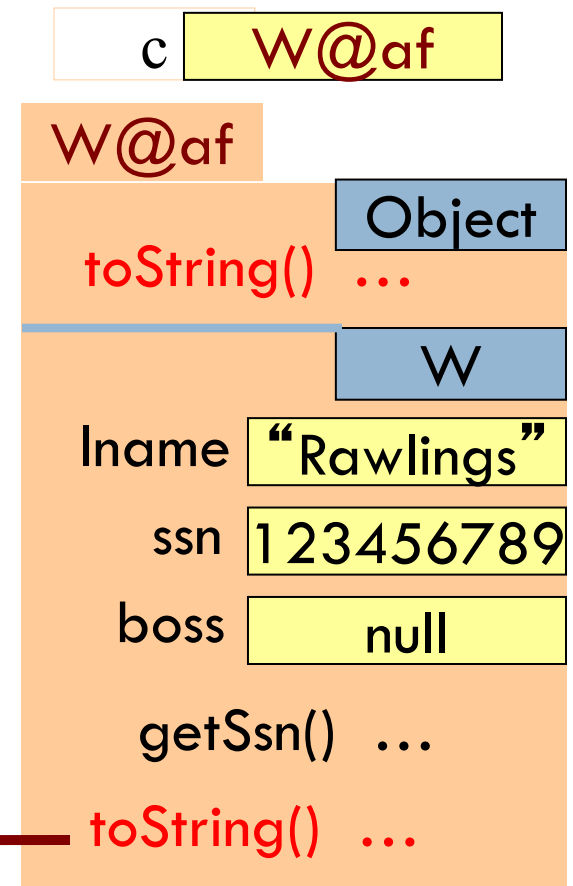 c W@af
W@af
Object
toString() …
W
lname “Rawlings”
ssn 123456789
boss null
getSsn() …
toString() …